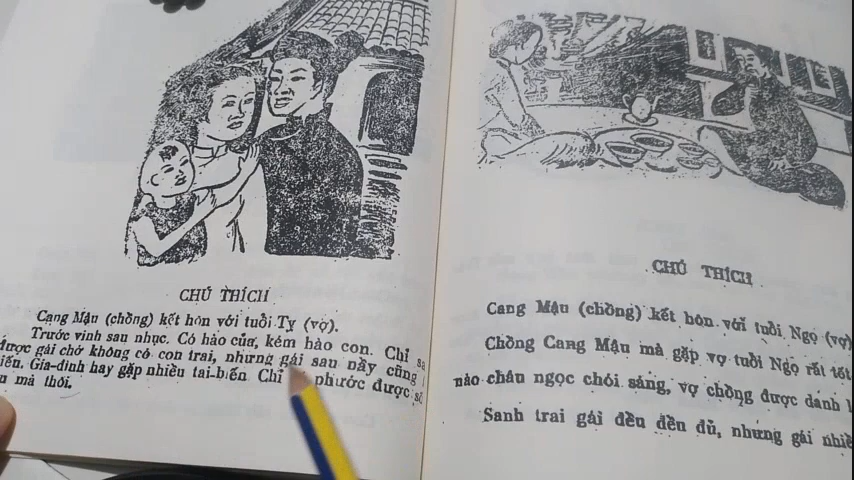 CHÚ THÍCH
Cang Mậu (chồng) kết hôn với tuổi Tỵ (vợ).
Trước vinh sau nhục. Có hào của, kém hào con. Chỉ
được gái chớ không có con trai, nhưng gái sau nầy cũng
Gia-đình hay gặp nhiều tai-biến Chỉ phước được
mà thôi.
CHÚ THÍCH
Cang Mậu (chồng) kết hôn với tuổi Ngọ (vợ)
Chồng Cang Mậu mà gặp vợ tuổi Ngọ rất tốt
nào châu ngọc chói sáng, vợ chồng được danh
Sanh trai gái đều đều đủ, nhưng gái